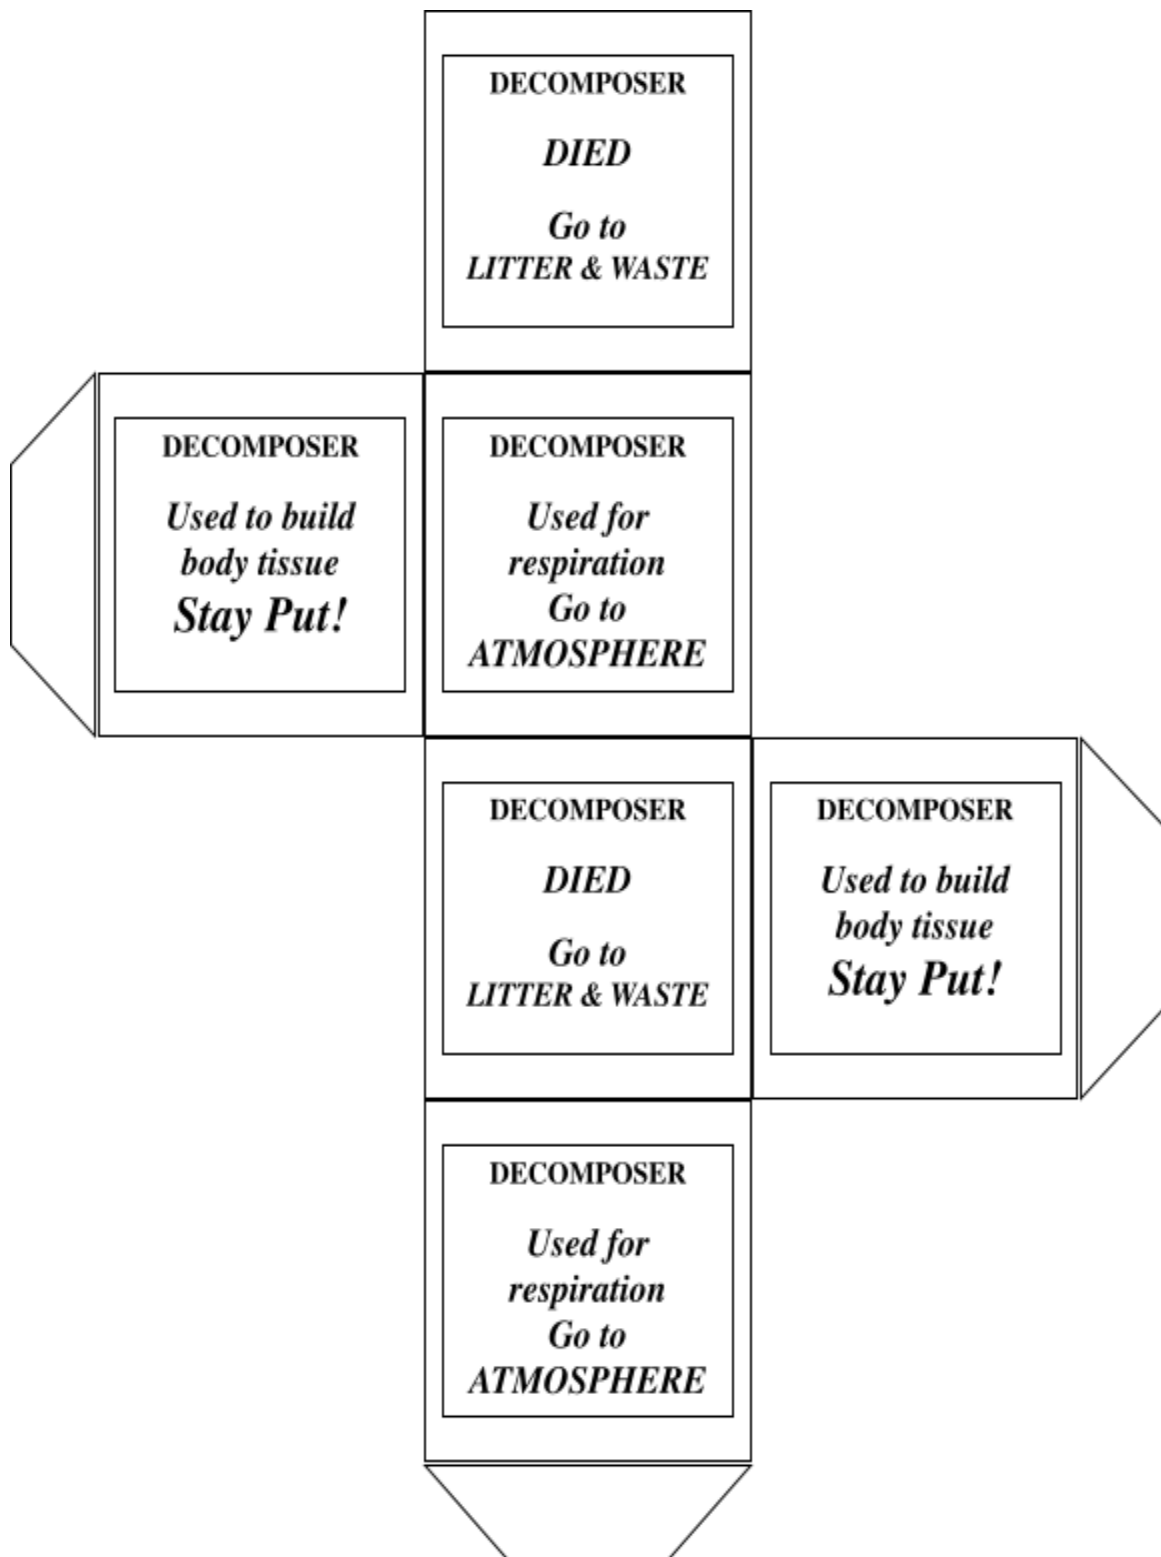 DECOMPOSER
DIED
Go to
LITTER & WASTE
DECOMPOSER
Used to build
body tissue
Stay Put!
DECOMPOSER
Used for
respiration
Go to
ATMOSPHERE
DECOMPOSER
DIED
Go to
LITTER & WASTE
DECOMPOSER
Used to build
body tissue
Stay Put!
DECOMPOSER
Used for
respiration
Go to
ATMOSPHERE